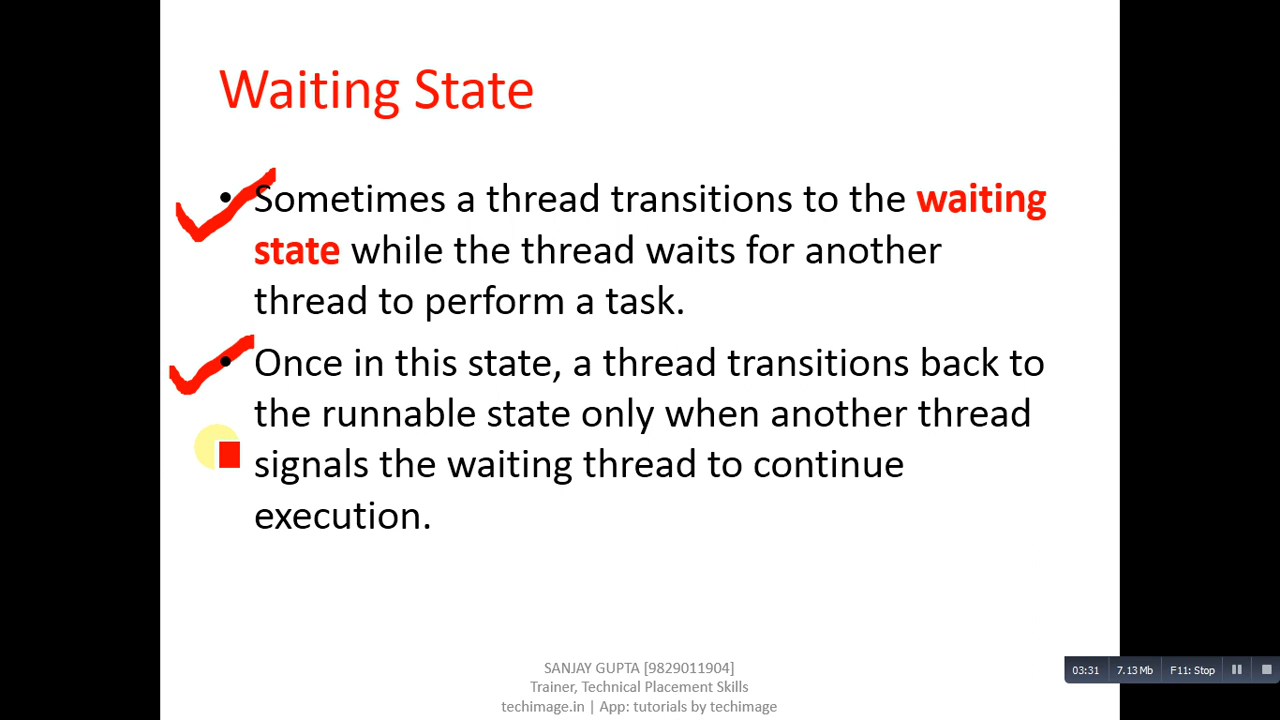 Waiting State
• Sometimes a thread transitions to the waiting
state while the thread waits for another
thread to perform a task.
• Once in this state, a thread transitions back to
the runnable state only when another thread
signals the waiting thread to continue
execution.
SANJAY GUPTA [9829011904]
Trainer, Technical Placement Skills
techimage.in | App: tutorials by techimage
03:31 7.13 Mb F11: Stop